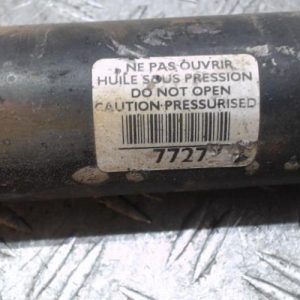 NE PAS OUVRIR
HUILE SOUS PRESSION
DO NOT OPEN
CAUTION PRESSURISED
7727